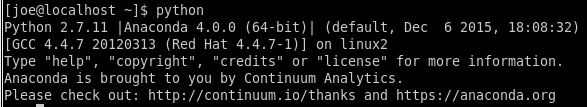 [joe@localhost ~]$ python
Python 2.7.11 |Anaconda 4.0.0 (64-bit)| (default, Dec  6 2015, 18:08:32)
[GCC 4.4.7 20120313 (Red Hat 4.4.7-1)] on linux2
Type "help", "copyright", "credits" or "license" for more information.
Anaconda is brought to you by Continuum Analytics.
Please check out: http://continuum.io/thanks and https://anaconda.org